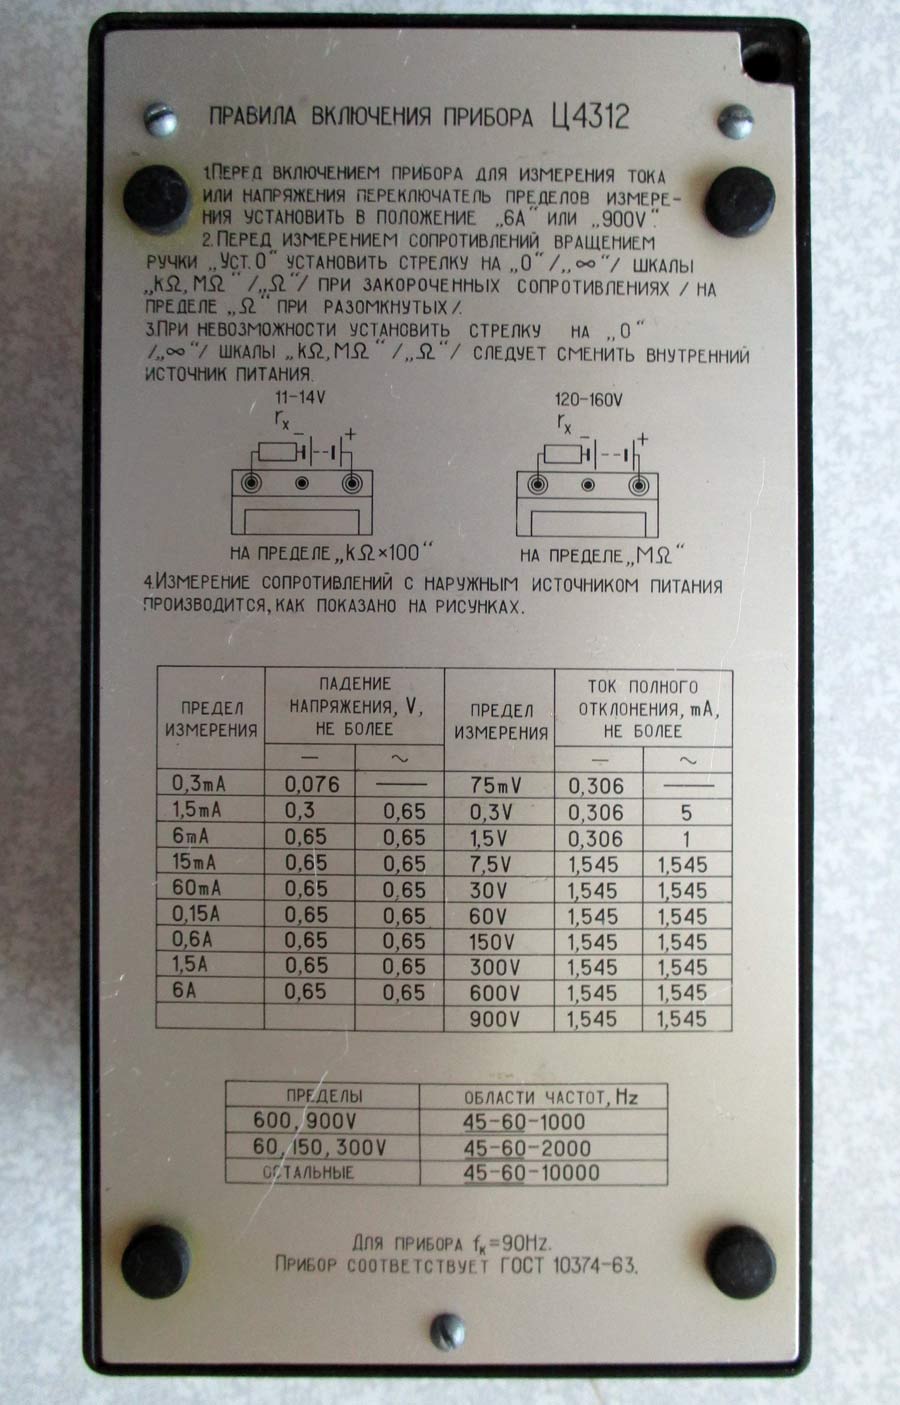 ПРАВИЛА ВКЛЮЧЕНИЯ ПРИБОРА Ц4312
1.ПЕРЕД ВКЛЮЧЕНИЕМ ПРИБОРА ДЛЯ ИЗМЕРЕНИЯ ТОКА
ИЛИ НАПРЯЖЕНИЯ ПЕРЕКЛЮЧАТЕЛЬ ПРЕДЕЛОВ ИЗМЕРЕ-
НИЯ УСТАНОВИТЬ В ПОЛОЖЕНИЕ „6А“ ИЛИ „900V“.
2.ПЕРЕД ИЗМЕРЕНИЕМ СОПРОТИВЛЕНИЙ ВРАЩЕНИЕМ
РУЧКИ „УСТ.0“ УСТАНОВИТЬ СТРЕЛКУ НА „0“/„∞“/ ШКАЛЫ
„kΩ, MΩ“/„Ω“/ ПРИ ЗАКОРОЧЕННЫХ СОПРОТИВЛЕНИЯХ / НА
ПРЕДЕЛЕ „Ω“ ПРИ РАЗОМКНУТЫХ/.
3.ПРИ НЕВОЗМОЖНОСТИ УСТАНОВИТЬ СТРЕЛКУ НА „0“
/„∞“/ ШКАЛЫ „kΩ, MΩ“/„Ω“/ СЛЕДУЕТ СМЕНИТЬ ВНУТРЕННИЙ
ИСТОЧНИК ПИТАНИЯ.
11-14V 120-160V
rx − + rx − +
НА ПРЕДЕЛЕ „kΩ×100“ НА ПРЕДЕЛЕ „MΩ“
4.ИЗМЕРЕНИЕ СОПРОТИВЛЕНИЙ С НАРУЖНЫМ ИСТОЧНИКОМ ПИТАНИЯ
ПРОИЗВОДИТСЯ, КАК ПОКАЗАНО НА РИСУНКАХ.
ПРЕДЕЛ ИЗМЕРЕНИЯ ПАДЕНИЕ НАПРЯЖЕНИЯ, V, НЕ БОЛЕЕ ПРЕДЕЛ ИЗМЕРЕНИЯ ТОК ПОЛНОГО ОТКЛОНЕНИЯ, mA, НЕ БОЛЕЕ
— ~ — ~
0,3mA 0,076 — 75mV 0,306 —
1,5mA 0,3 0,65 0,3V 0,306 5
6mA 0,65 0,65 1,5V 0,306 1
15mA 0,65 0,65 7,5V 1,545 1,545
60mA 0,65 0,65 30V 1,545 1,545
0,15A 0,65 0,65 60V 1,545 1,545
0,6A 0,65 0,65 150V 1,545 1,545
1,5A 0,65 0,65 300V 1,545 1,545
6A 0,65 0,65 600V 1,545 1,545
900V 1,545 1,545
ПРЕДЕЛЫ ОБЛАСТИ ЧАСТОТ, Hz
600, 900V 45-60-1000
60, 150, 300V 45-60-2000
ОСТАЛЬНЫЕ 45-60-10000
ДЛЯ ПРИБОРА fк=90Hz.
ПРИБОР СООТВЕТСТВУЕТ ГОСТ 10374-63.